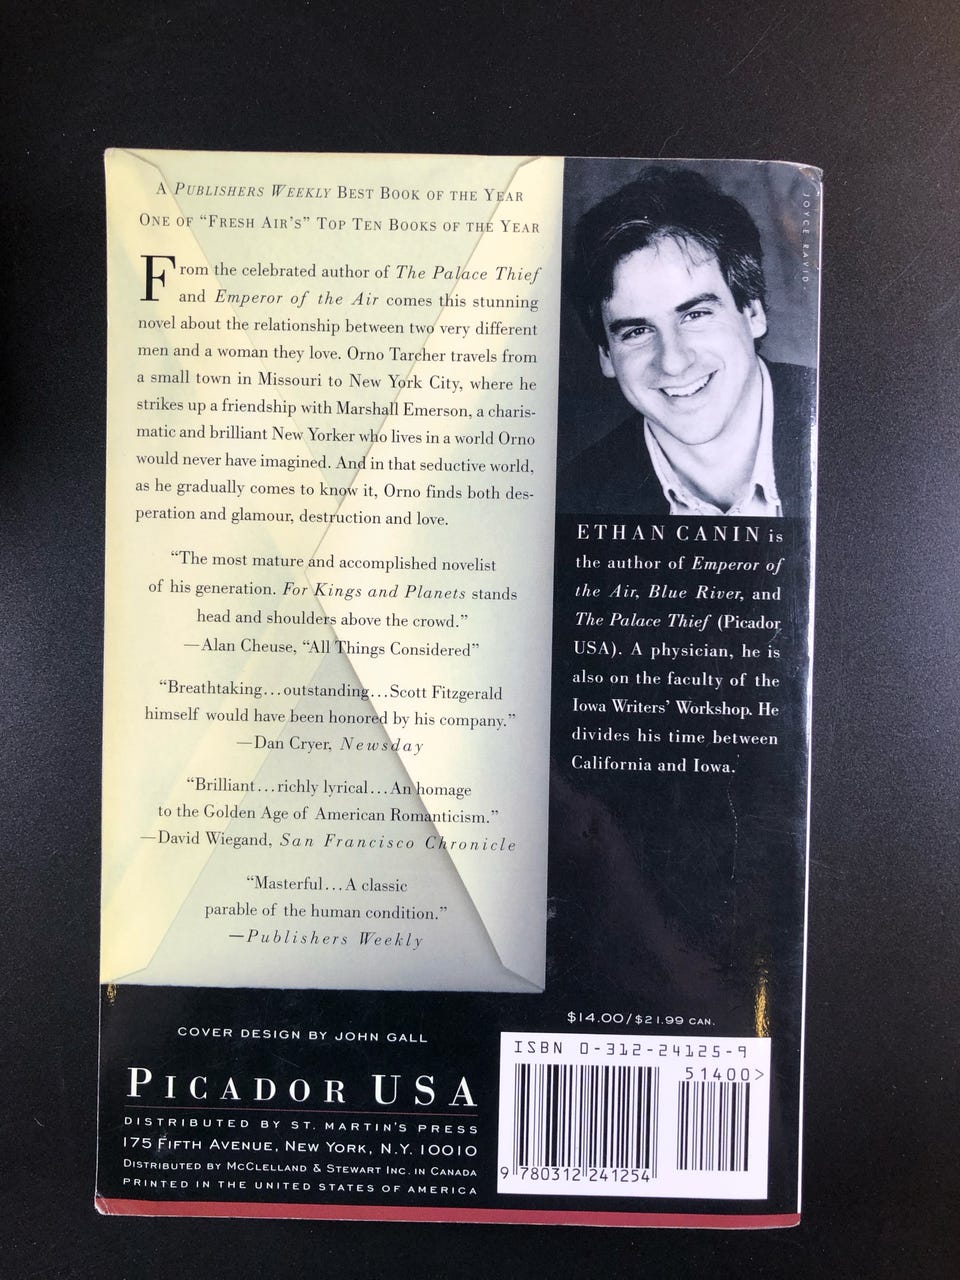 A PUBLISHERS WEEKLY BEST BOOK OF THE YEAR
ONE OF “FRESH AIR'S” TOP TEN BOOKS OF THE YEAR
From the celebrated author of The Palace Thief
and Emperor of the Air comes this stunning
novel about the relationship between two very different
men and a woman they love. Orno Tarcher travels from
a small town in Missouri to New York City, where he
strikes up a friendship with Marshall Emerson, a charis-
matic and brilliant New Yorker who lives in a world Orno
would never have imagined. And in that seductive world,
as he gradually comes to know it, Orno finds both des-
peration and glamour, destruction and love.
“The most mature and accomplished novelist
of his generation. For Kings and Planets stands
head and shoulders above the crowd.”
—Alan Cheuse, “All Things Considered”
“Breathtaking...outstanding...Scott Fitzgerald
himself would have been honored by his company.”
—Dan Cryer, Newsday
“Brilliant...richly lyrical...An homage
to the Golden Age of American Romanticism.”
—David Wiegand, San Francisco Chronicle
“Masterful...A classic
parable of the human condition.”
—Publishers Weekly
JOYCE RAVID
ETHAN CANIN is
the author of Emperor of
the Air, Blue River, and
The Palace Thief (Picador
USA). A physician, he is
also on the faculty of the
Iowa Writers' Workshop. He
divides his time between
California and Iowa.
COVER DESIGN BY JOHN GALL
PICADOR USA
DISTRIBUTED BY ST. MARTIN'S PRESS
175 FIFTH AVENUE, NEW YORK, N.Y. 10010
DISTRIBUTED BY MCCLELLAND & STEWART INC. IN CANADA
PRINTED IN THE UNITED STATES OF AMERICA
$14.00/$21.99 CAN.
ISBN 0-312-24125-9
51400>
9 780312 241254